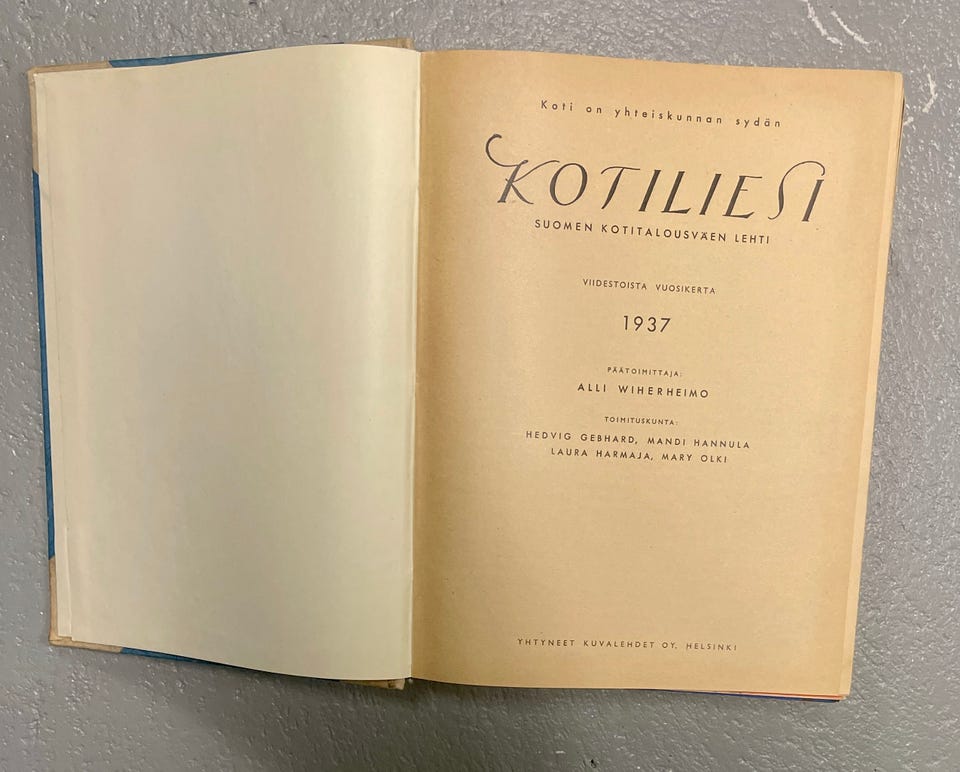 Koti on yhteiskunnan sydän
KOTILIESI
SUOMEN KOTITALOUSVÄEN LEHTI
VIIDESTOISTA VUOSIKERTA
1937
PÄÄTOIMITTAJA:
ALLI WIHERHEIMO
TOIMITUSKUNTA:
HEDVIG GEBHARD, MANDI HANNULA
LAURA HARMAJA, MARY OLKI
YHTYNEET KUVALEHDET OY, HELSINKI